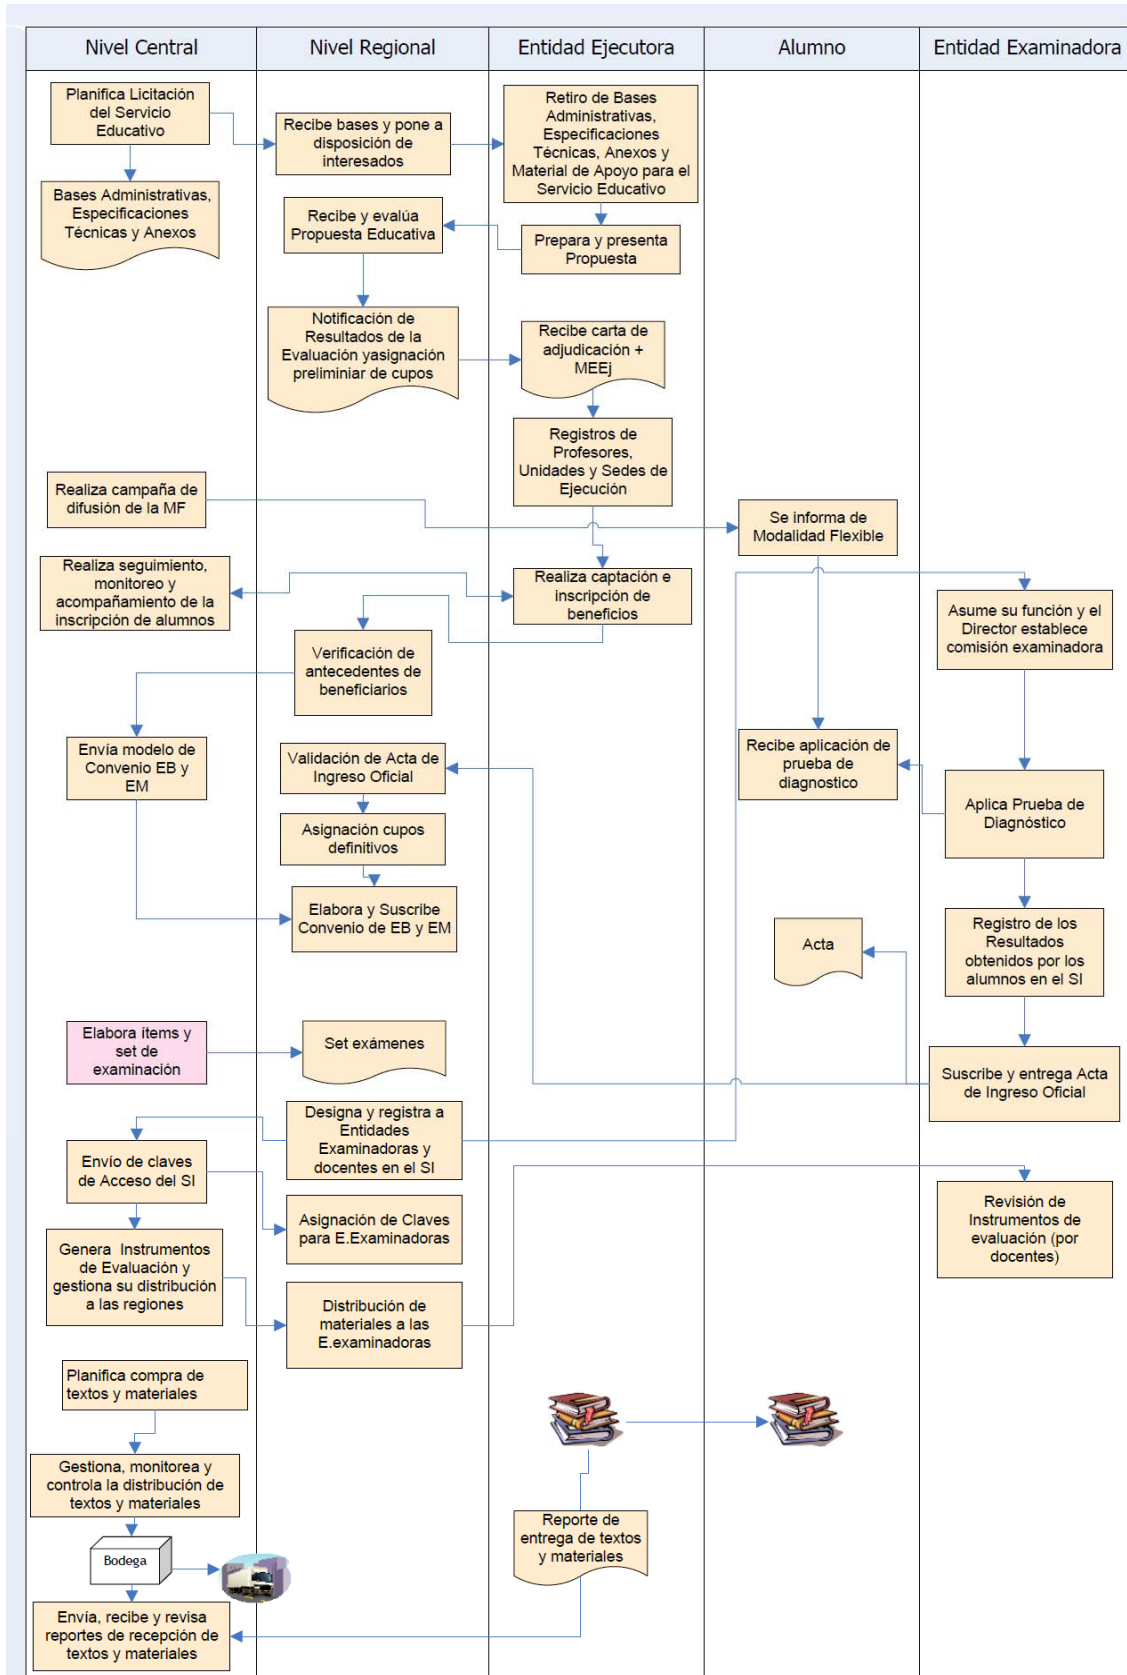 Nivel Central
Nivel Regional
Entidad Ejecutora
Alumno
Entidad Examinadora
Planifica Licitación
del Servicio
Educativo
Recibe bases y pone a
disposición de
interesados
Retiro de Bases
Administrativas,
Especificaciones
Técnicas, Anexos y
Material de Apoyo para el
Servicio Educativo
Bases Administrativas,
Especificaciones
Técnicas y Anexos
Recibe y evalúa
Propuesta Educativa
Prepara y presenta
Propuesta
Notificación de
Resultados de la
Evaluación yasignación
preliminiar de cupos
Recibe carta de
adjudicación +
MEEj
Registros de
Profesores,
Unidades y Sedes de
Ejecución
Realiza campaña de
difusión de la MF
Se informa de
Modalidad Flexible
Realiza seguimiento,
monitoreo y
acompañamiento de la
inscripción de alumnos
Realiza captación e
inscripción de
beneficios
Asume su función y el
Director establece
comisión examinadora
Verificación de
antecedentes de
beneficiarios
Envía modelo de
Convenio EB y
EM
Validación de Acta de
Ingreso Oficial
Recibe aplicación de
prueba de
diagnostico
Aplica Prueba de
Diagnóstico
Asignación cupos
definitivos
Elabora y Suscribe
Convenio de EB y EM
Acta
Registro de los
Resultados
obtenidos por los
alumnos en el SI
Elabora ítems y
set de
examinación
Set exámenes
Suscribe y entrega Acta
de Ingreso Oficial
Designa y registra a
Entidades
Examinadoras y
docentes en el SI
Envío de claves
de Acceso del SI
Asignación de Claves
para E.Examinadoras
Revisión de
Instrumentos de
evaluación (por
docentes)
Genera Instrumentos
de Evaluación y
gestiona su distribución
a las regiones
Distribución de
materiales a las
E.examinadoras
Planifica compra de
textos y materiales
Gestiona, monitorea y
controla la distribución de
textos y materiales
Reporte de
entrega de textos
y materiales
Bodega
Envía, recibe y revisa
reportes de recepción de
textos y materiales